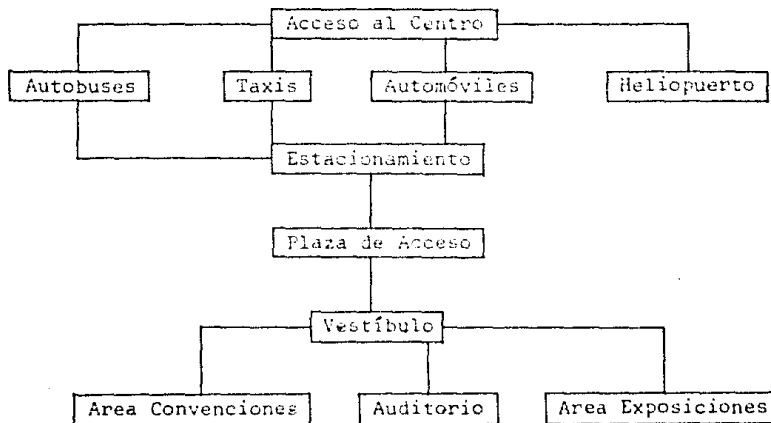 Acceso al Centro
Autobuses
Taxis
Automóviles
Heliopuerto
Estacionamiento
Plaza de Acceso
Vestíbulo
Area Convenciones
Auditorio
Area Exposiciones